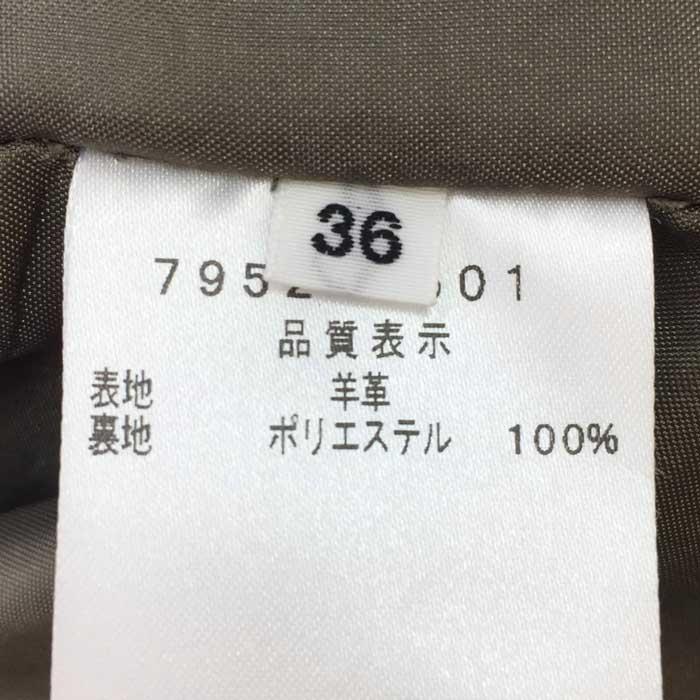 36
7952 601
品質表示
表地 羊革
裏地 ポリエステル 100%